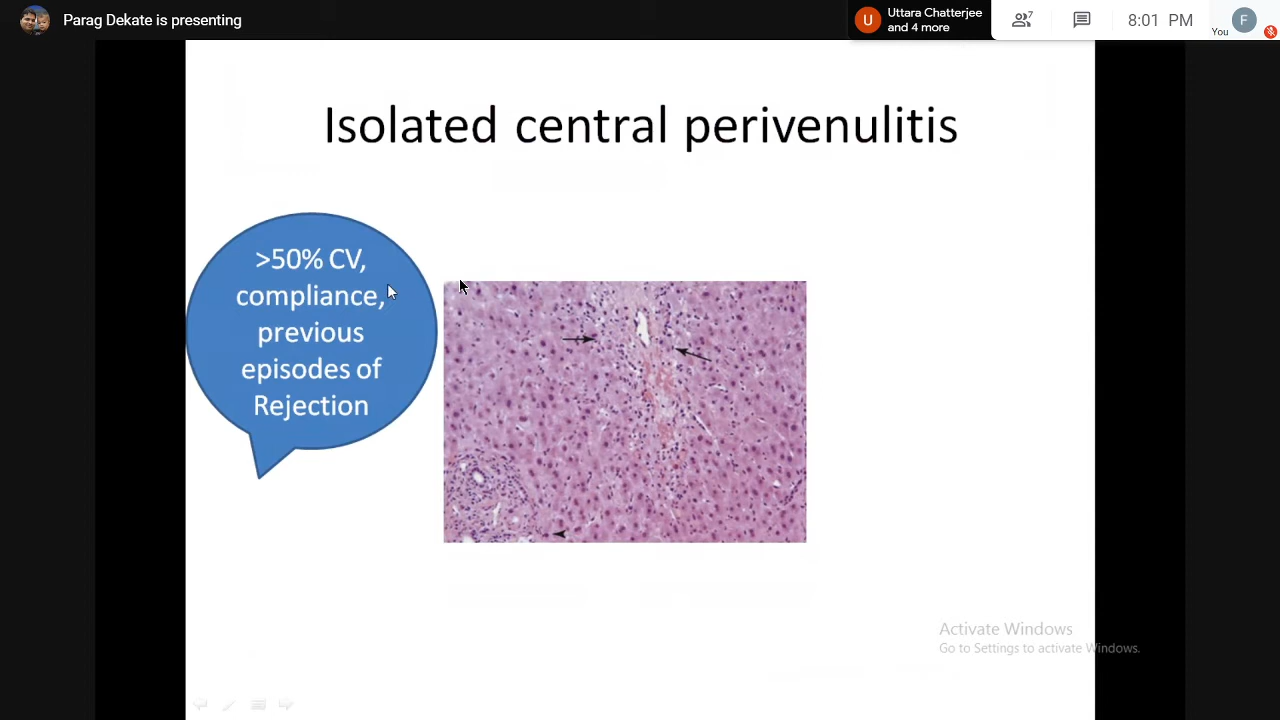 Parag Dekate is presenting
U
Uttara Chatterjee
and 4 more
7
8:01 PM
You
F
Isolated central perivenulitis
>50% CV,
compliance,
previous
episodes of
Rejection
Activate Windows
Go to Settings to activate Windows.